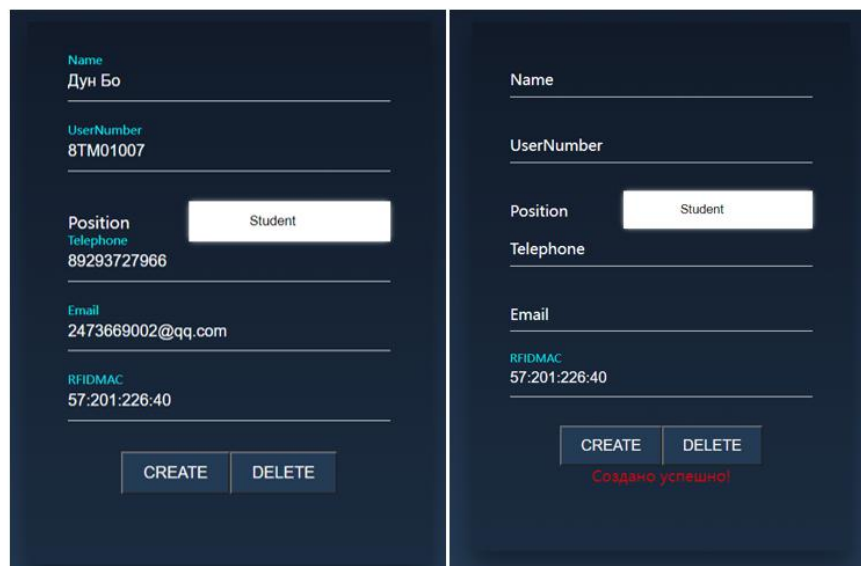 Name
Дун Бо
UserNumber
8TM01007
Position Student
Telephone
89293727966
Email
2473669002@qq.com
RFIDMAC
57:201:226:40
CREATE DELETE
Name
UserNumber
Position Student
Telephone
Email
RFIDMAC
57:201:226:40
CREATE DELETE
Создано успешно!